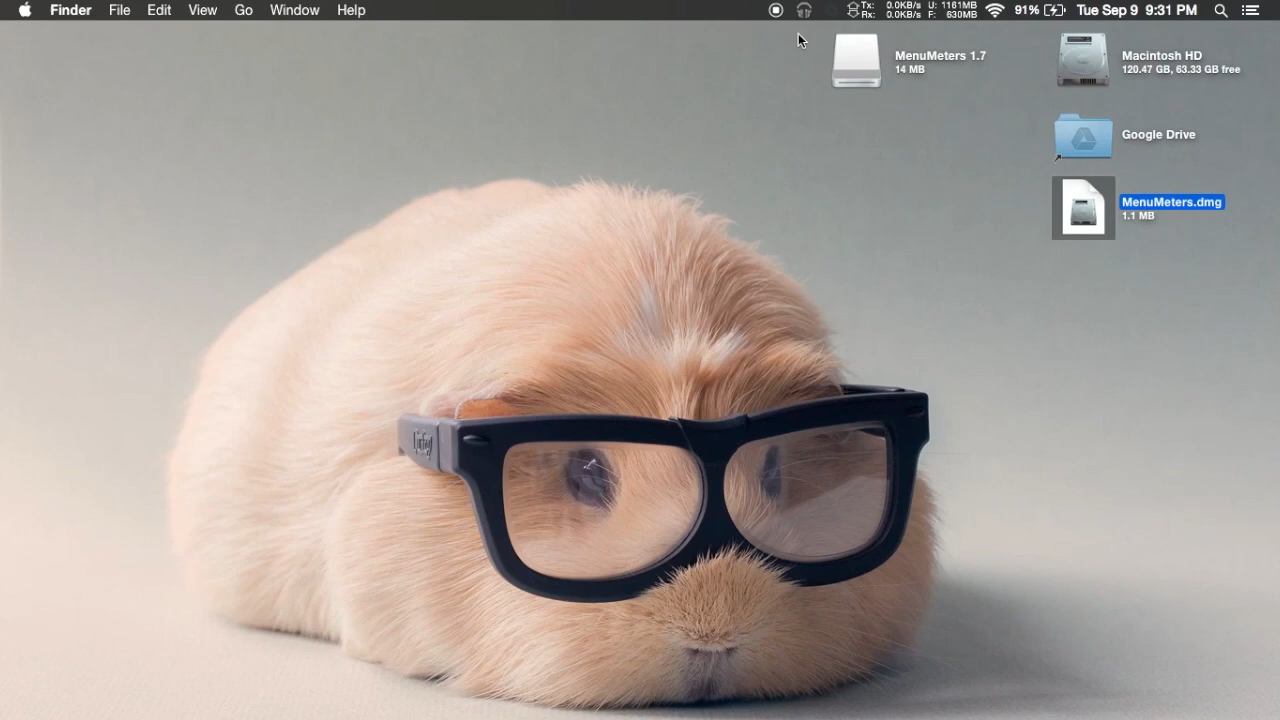 Finder File Edit View Go Window Help
Tx: 0.0KB/s U: 1161MB
Rx: 0.0KB/s F: 630MB
91% Tue Sep 9 9:31 PM
MenuMeters 1.7
14 MB
Macintosh HD
120.47 GB, 63.33 GB free
Google Drive
MenuMeters.dmg
1.1 MB